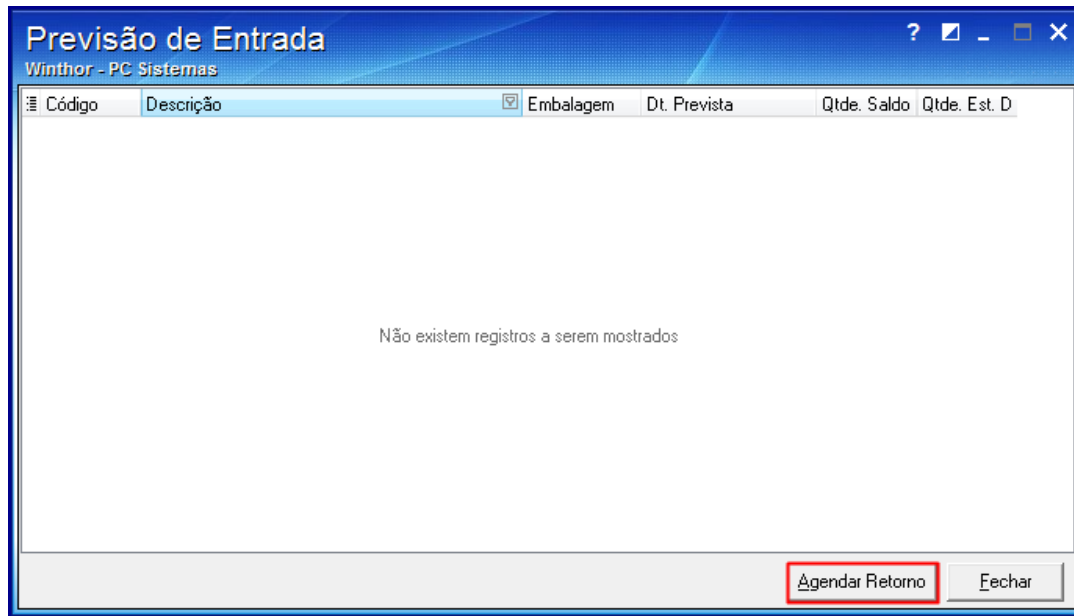 Previsão de Entrada
Winthor - PC Sistemas
Código Descrição Embalagem Dt. Prevista Qtde. Saldo Qtde. Est. D
Não existem registros a serem mostrados
Agendar Retorno Fechar